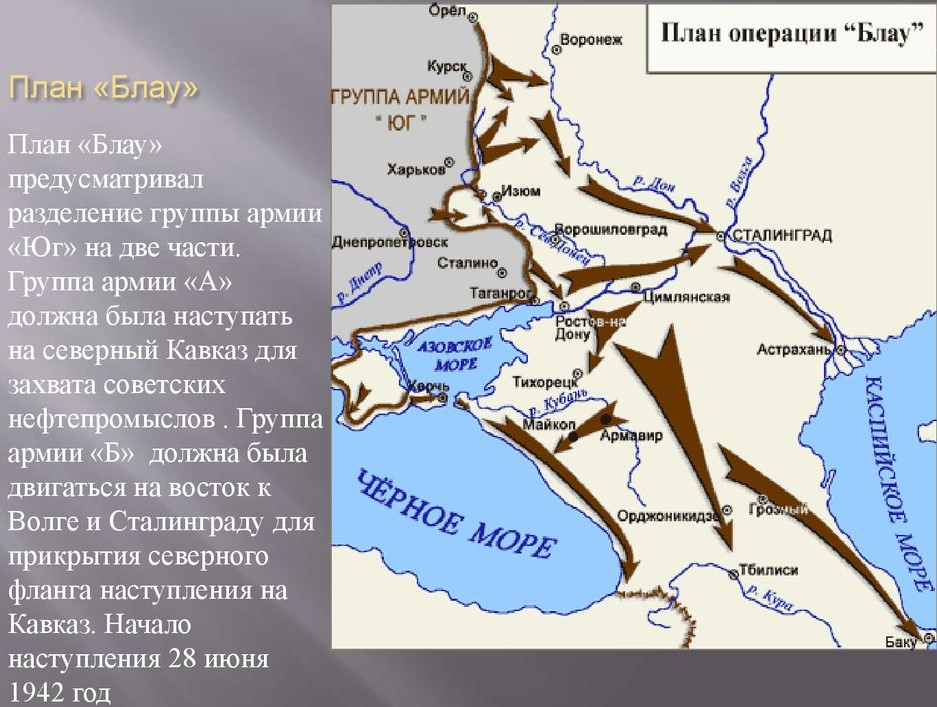 План «Блау»
План «Блау»
предусматривал
разделение группы армии
«Юг» на две части.
Группа армии «А»
должна была наступать
на северный Кавказ для
захвата советских
нефтепромыслов . Группа
армии «Б» должна была
двигаться на восток к
Волге и Сталинграду для
прикрытия северного
фланга наступления на
Кавказ. Начало
наступления 28 июня
1942 год
План операции “Блау”
Орёл
Воронеж
Курск
ГРУППА АРМИЙ
“ ЮГ ”
Харьков
Изюм
р. Дон
р. Волга
Днепропетровск
р. Днепр
р. Сев. Донец
Ворошиловград
СТАЛИНГРАД
Сталино
Таганрог
Цимлянская
Ростов-на-
Дону
АЗОВСКОЕ
МОРЕ
Астрахань
Керчь
Тихорецк
р. Кубань
Майкоп
Армавир
ЧЁРНОЕ МОРЕ
КАСПИЙСКОЕ МОРЕ
Орджоникидзе
Грозный
Тбилиси
р. Кура
Баку